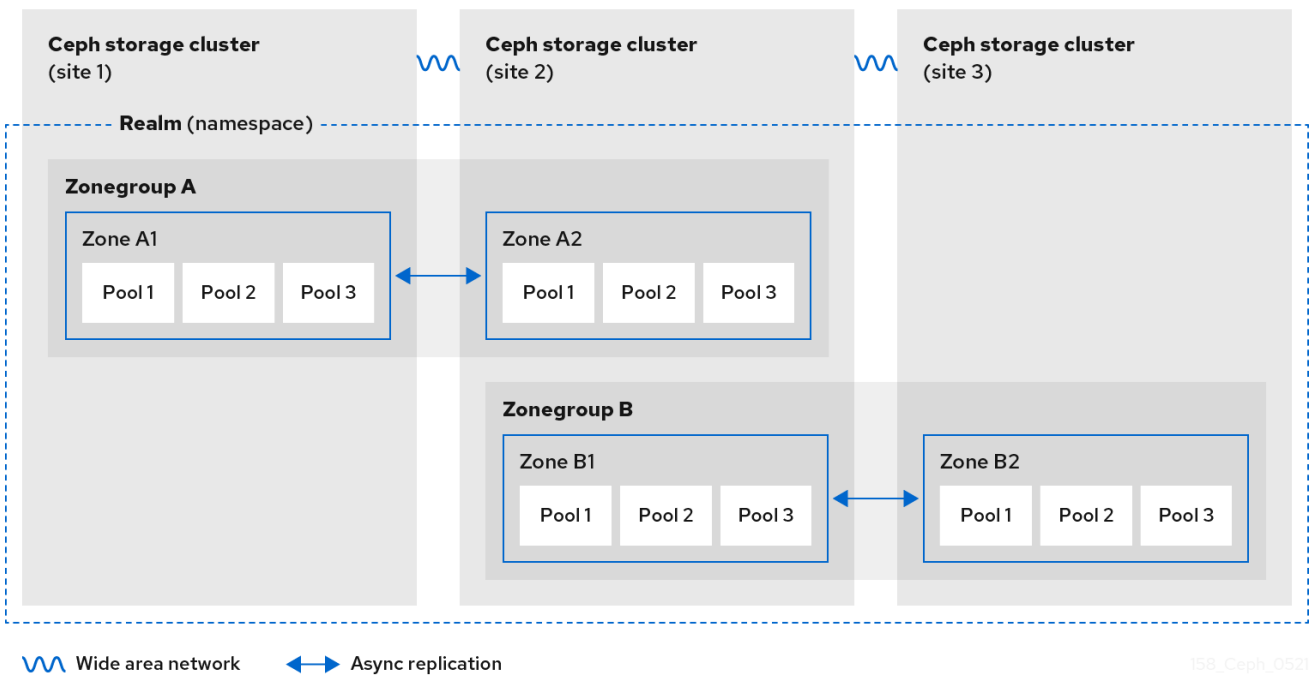 Ceph storage cluster
(site 1)
Ceph storage cluster
(site 2)
Ceph storage cluster
(site 3)
Realm (namespace)
Zonegroup A
Zone A1
Pool 1 Pool 2 Pool 3
Zone A2
Pool 1 Pool 2 Pool 3
Zonegroup B
Zone B1
Pool 1 Pool 2 Pool 3
Zone B2
Pool 1 Pool 2 Pool 3
Wide area network
Async replication
158_Ceph_0521